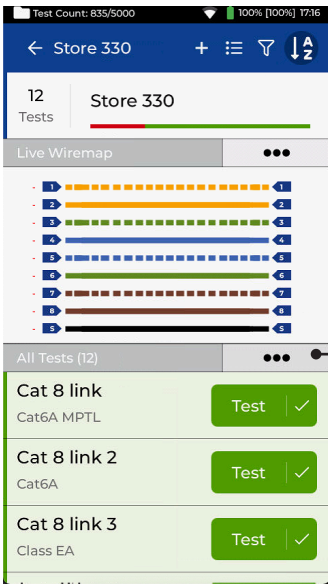 Test Count: 835/5000 100% [100%] 17:16
Store 330
A Z
12
Tests
Store 330
Live Wiremap
- 1 1
- 2 2
- 3 3
- 4 4
- 5 5
- 6 6
- 7 7
- 8 8
- S S
All Tests (12)
Cat 8 link
Cat6A MPTL
Test
Cat 8 link 2
Cat6A
Test
Cat 8 link 3
Class EA
Test